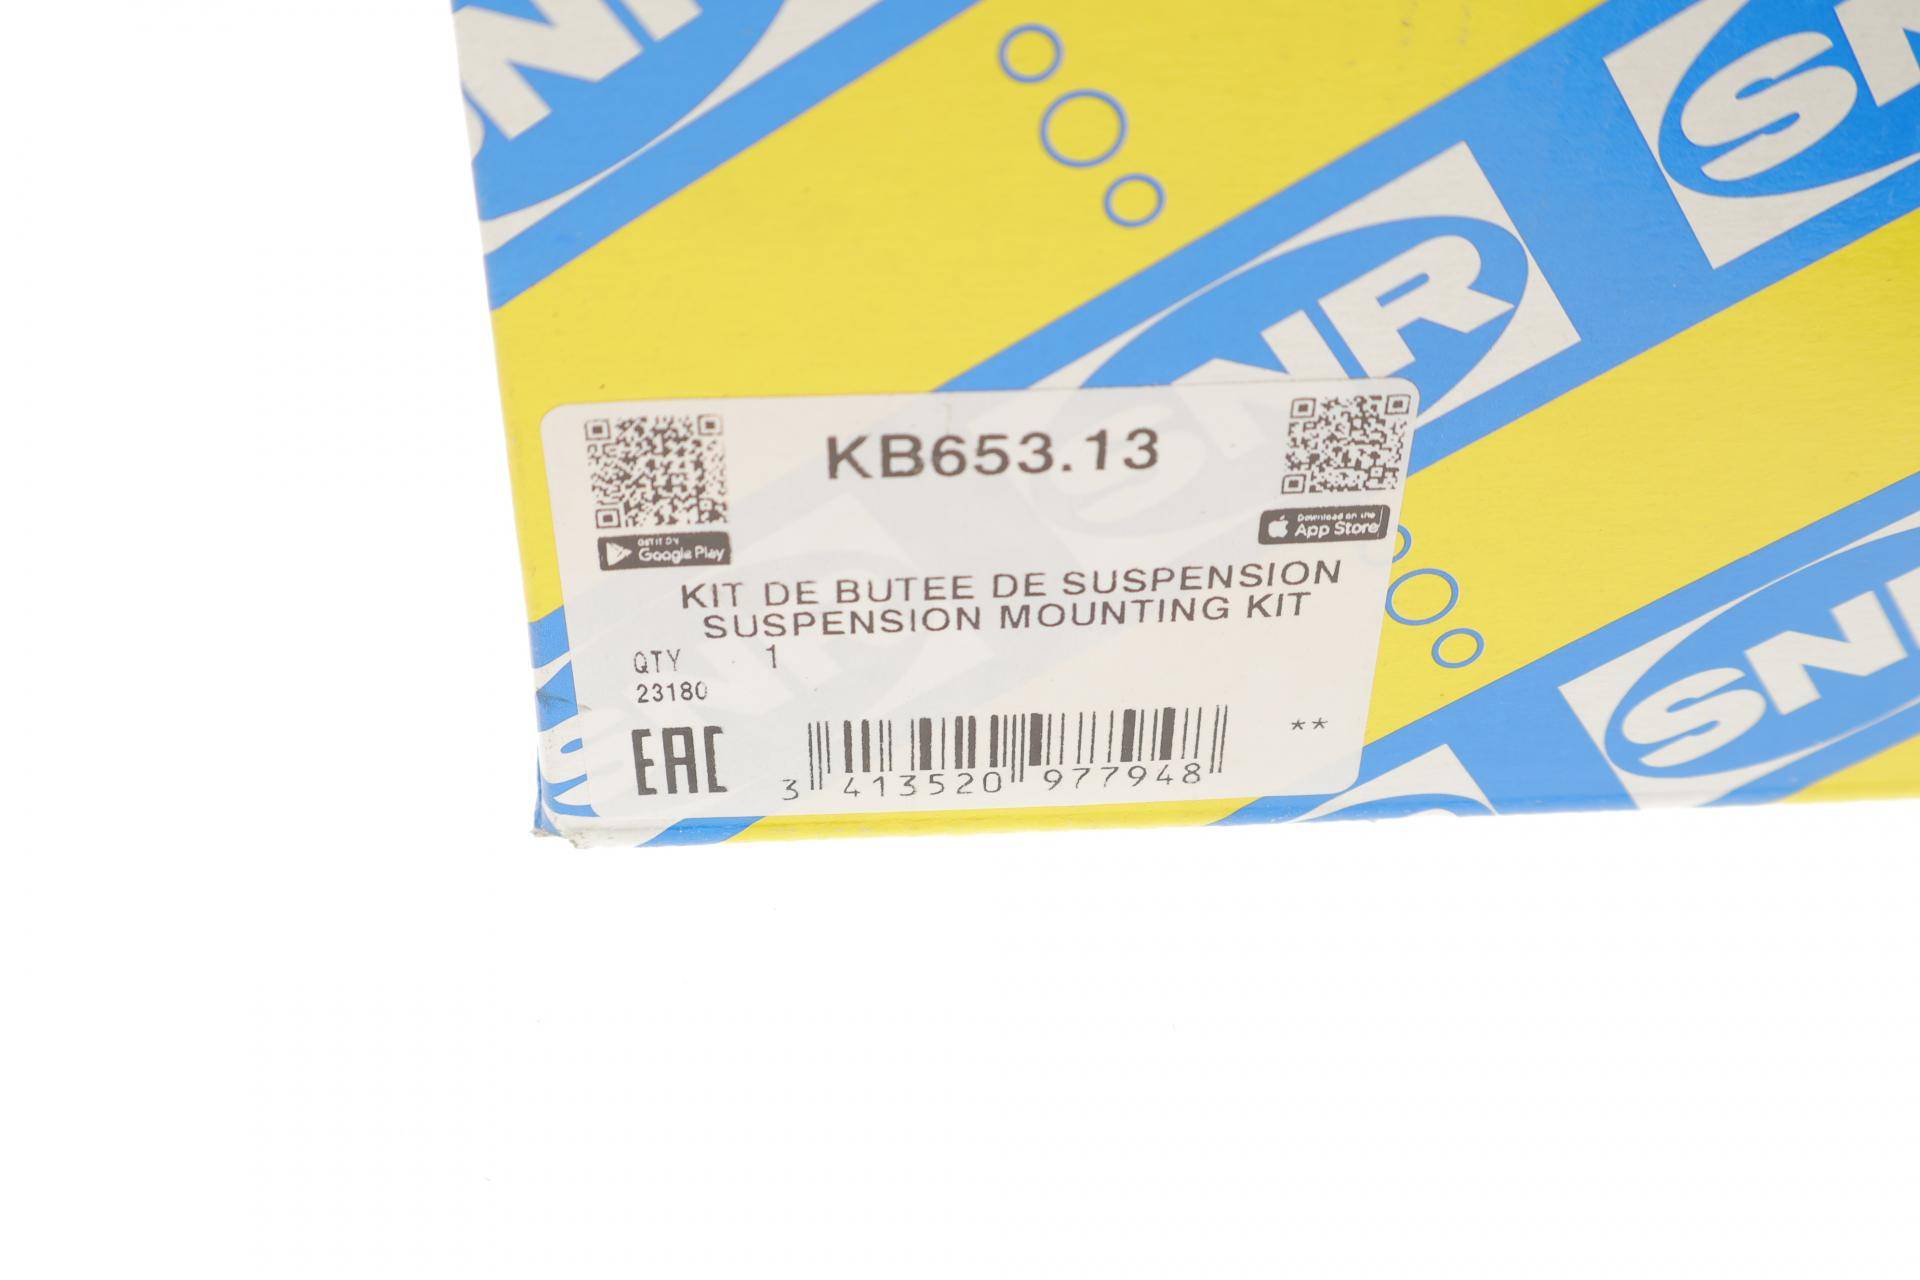 SNR
SNR
KB653.13
GET IT ON
Google Play
Download on the
App Store
KIT DE BUTEE DE SUSPENSION
SUSPENSION MOUNTING KIT
QTY 1
23180
EAC
3 413520 977948
**
SNR